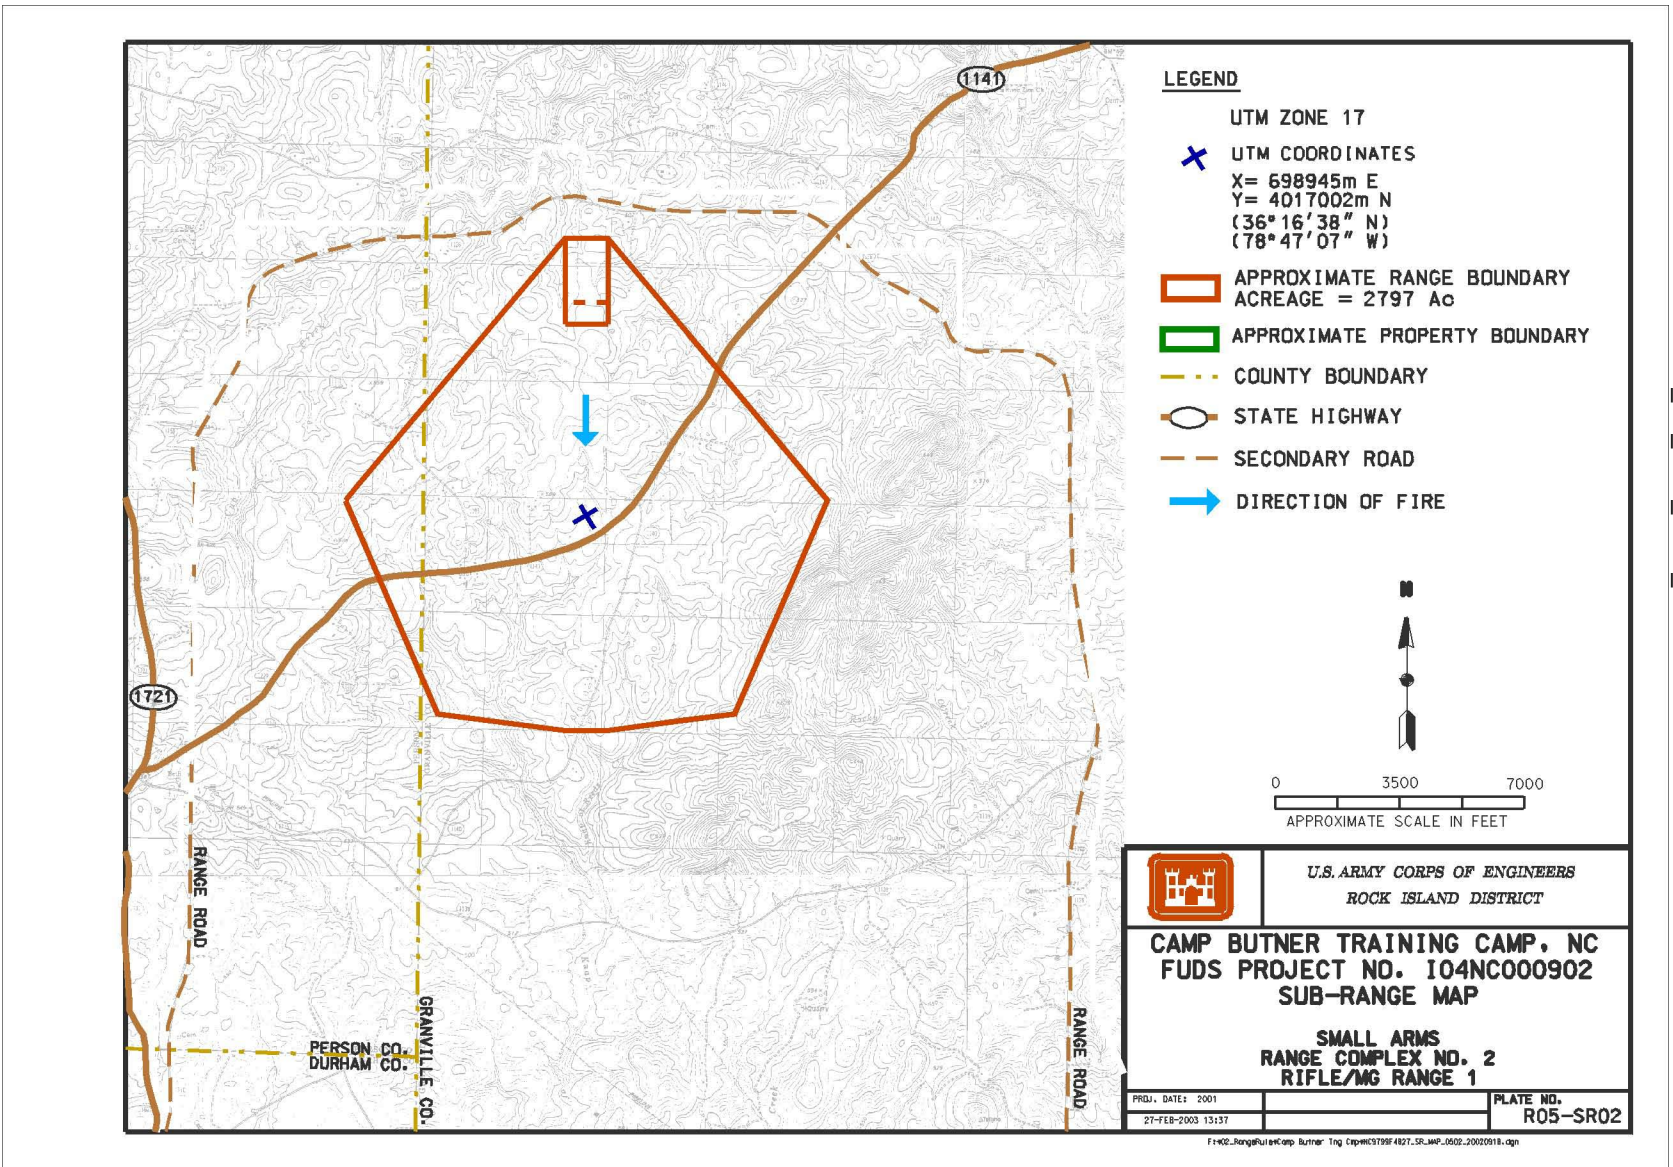 1141
1721
RANGE ROAD
PERSON CO.
DURHAM CO.
GRANVILLE CO.
RANGE ROAD
LEGEND
UTM ZONE 17
UTM COORDINATES
X= 698945m E
Y= 4017002m N
(36° 16' 38" N)
(78° 47' 07" W)
APPROXIMATE RANGE BOUNDARY
ACREAGE = 2797 Ac
APPROXIMATE PROPERTY BOUNDARY
COUNTY BOUNDARY
STATE HIGHWAY
SECONDARY ROAD
DIRECTION OF FIRE
N
0 3500 7000
APPROXIMATE SCALE IN FEET
U.S. ARMY CORPS OF ENGINEERS
ROCK ISLAND DISTRICT
CAMP BUTNER TRAINING CAMP, NC
FUDS PROJECT NO. I04NC000902
SUB-RANGE MAP
SMALL ARMS
RANGE COMPLEX NO. 2
RIFLE/MG RANGE 1
PROJ. DATE: 2001
27-FEB-2003 13:37
PLATE NO.
R05-SR02